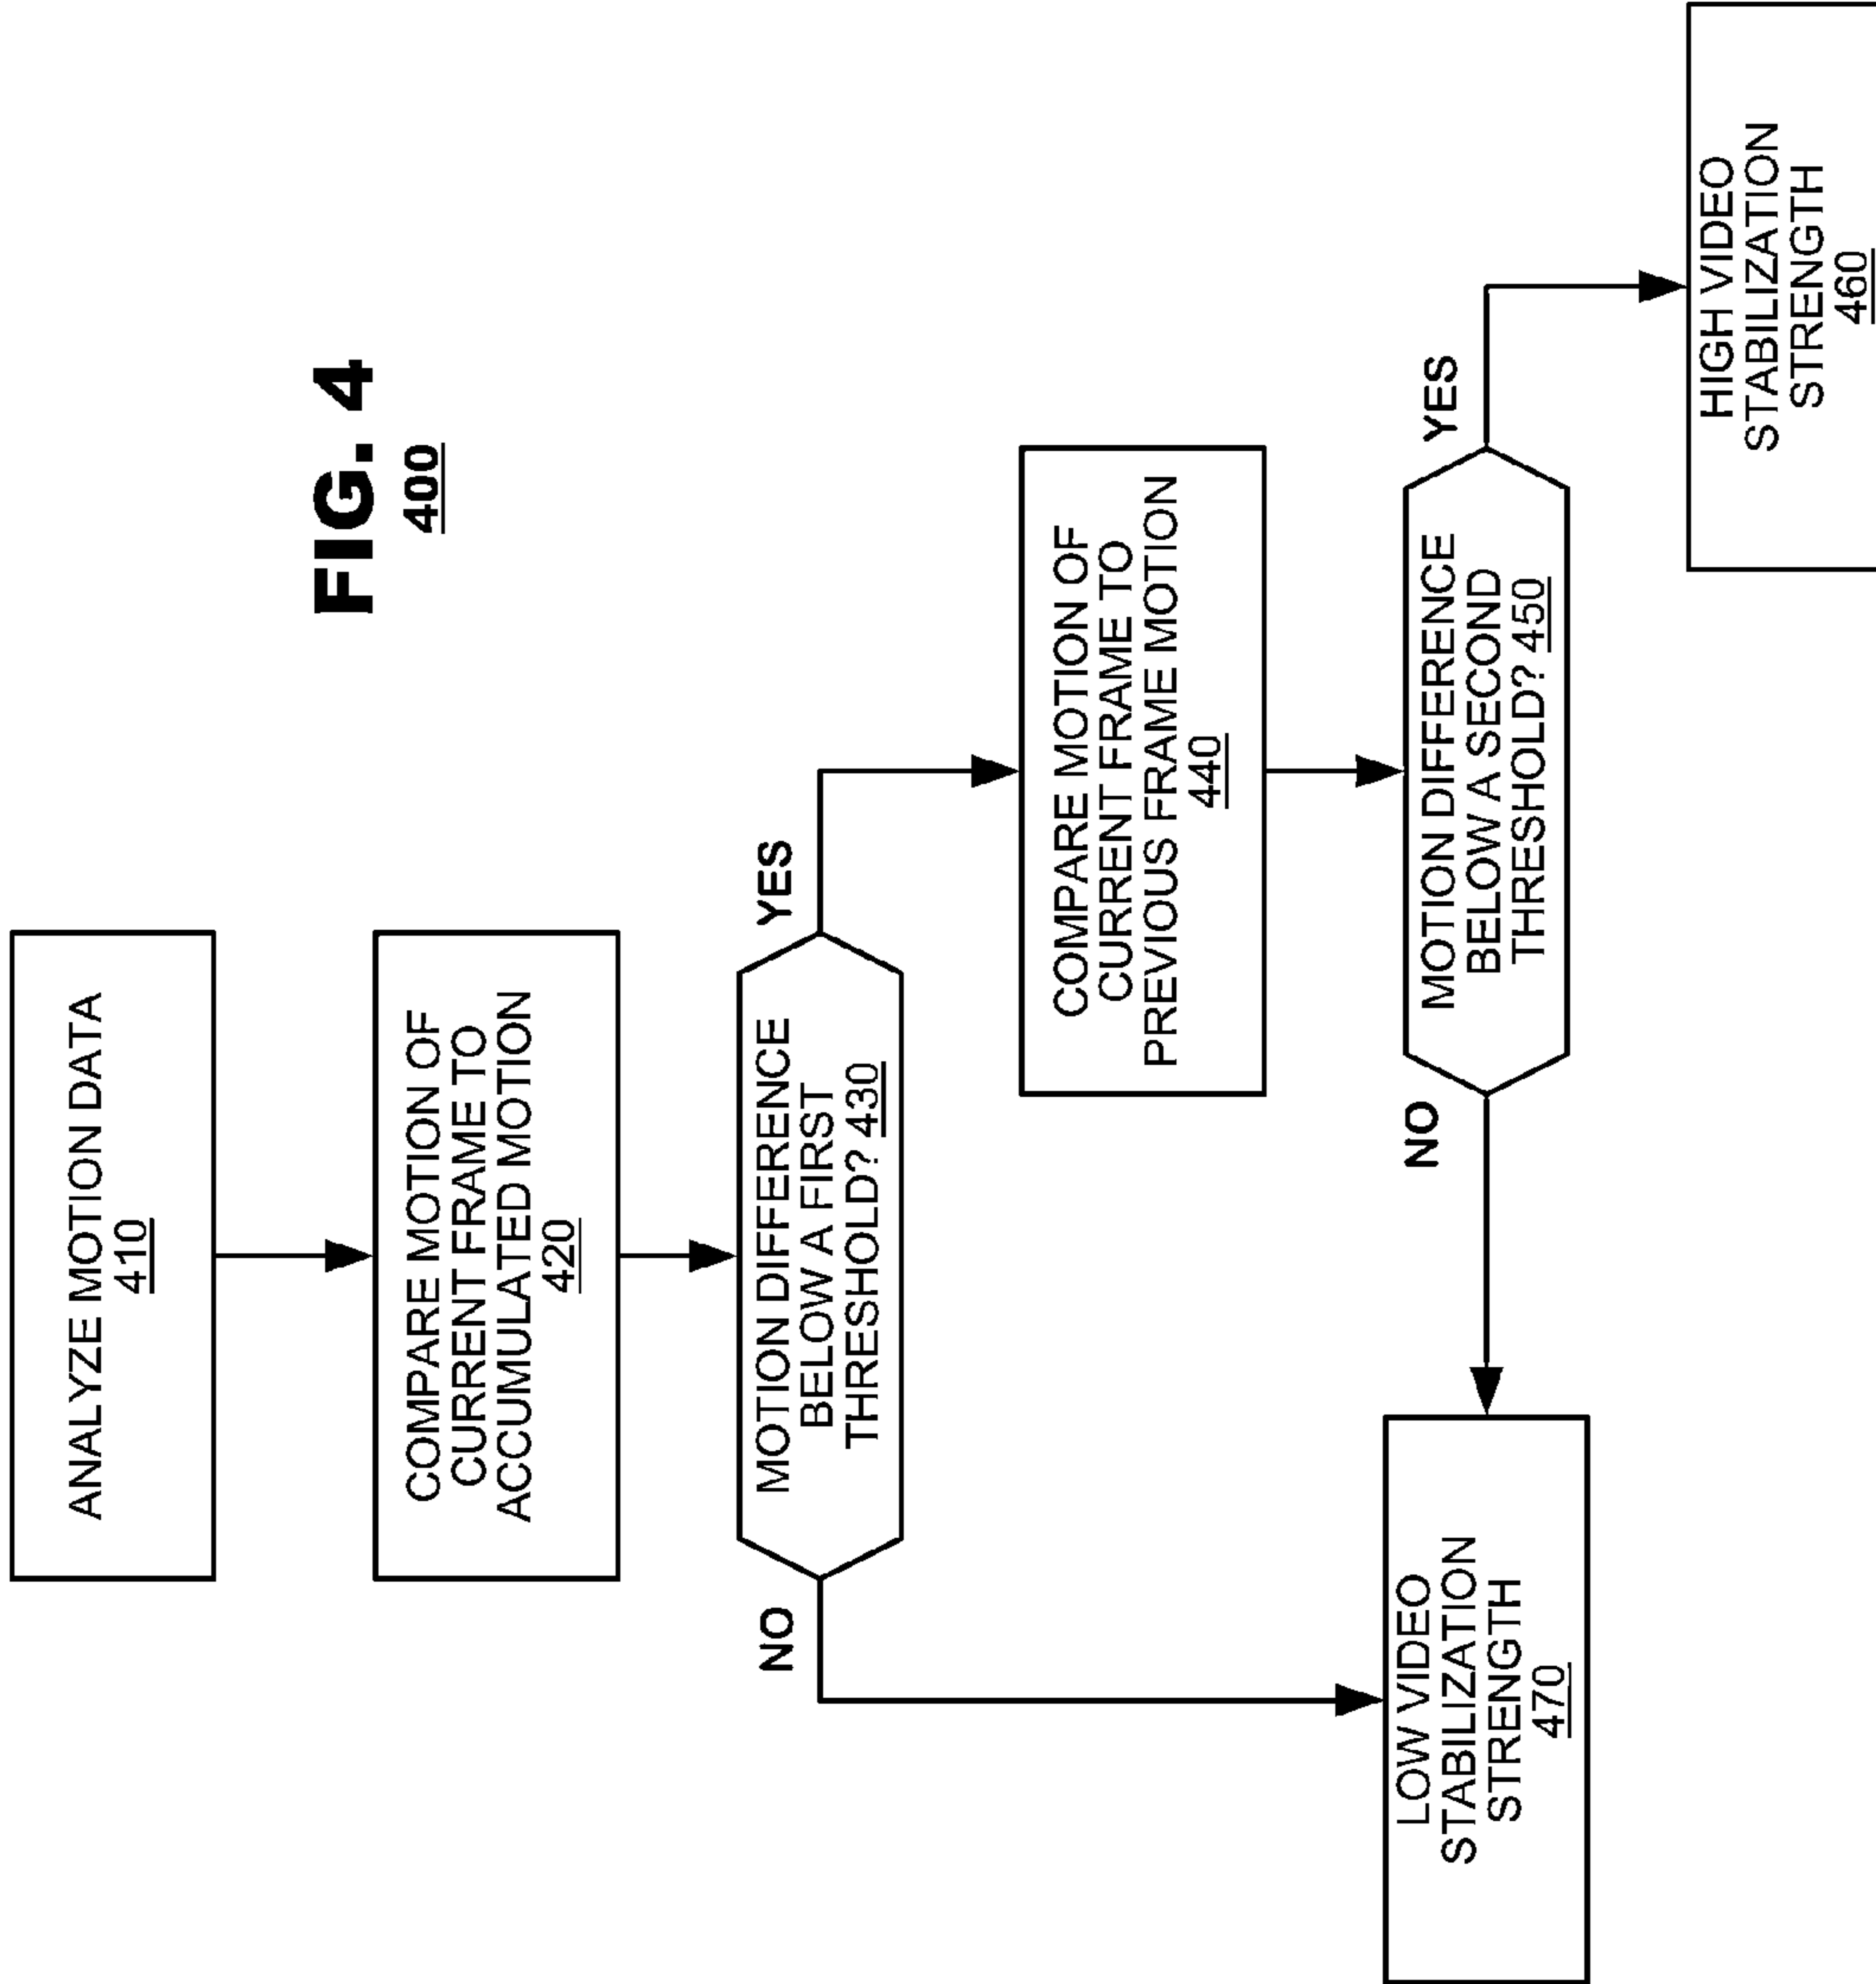 FIG. 4
400
ANALYZE MOTION DATA
410
COMPARE MOTION OF
CURRENT FRAME TO
ACCUMULATED MOTION
420
MOTION DIFFERENCE
BELOW A FIRST
THRESHOLD? 430
YES
NO
COMPARE MOTION OF
CURRENT FRAME TO
PREVIOUS FRAME MOTION
440
MOTION DIFFERENCE
BELOW A SECOND
THRESHOLD? 450
YES
NO
HIGH VIDEO
STABILIZATION
STRENGTH
460
LOW VIDEO
STABILIZATION
STRENGTH
470